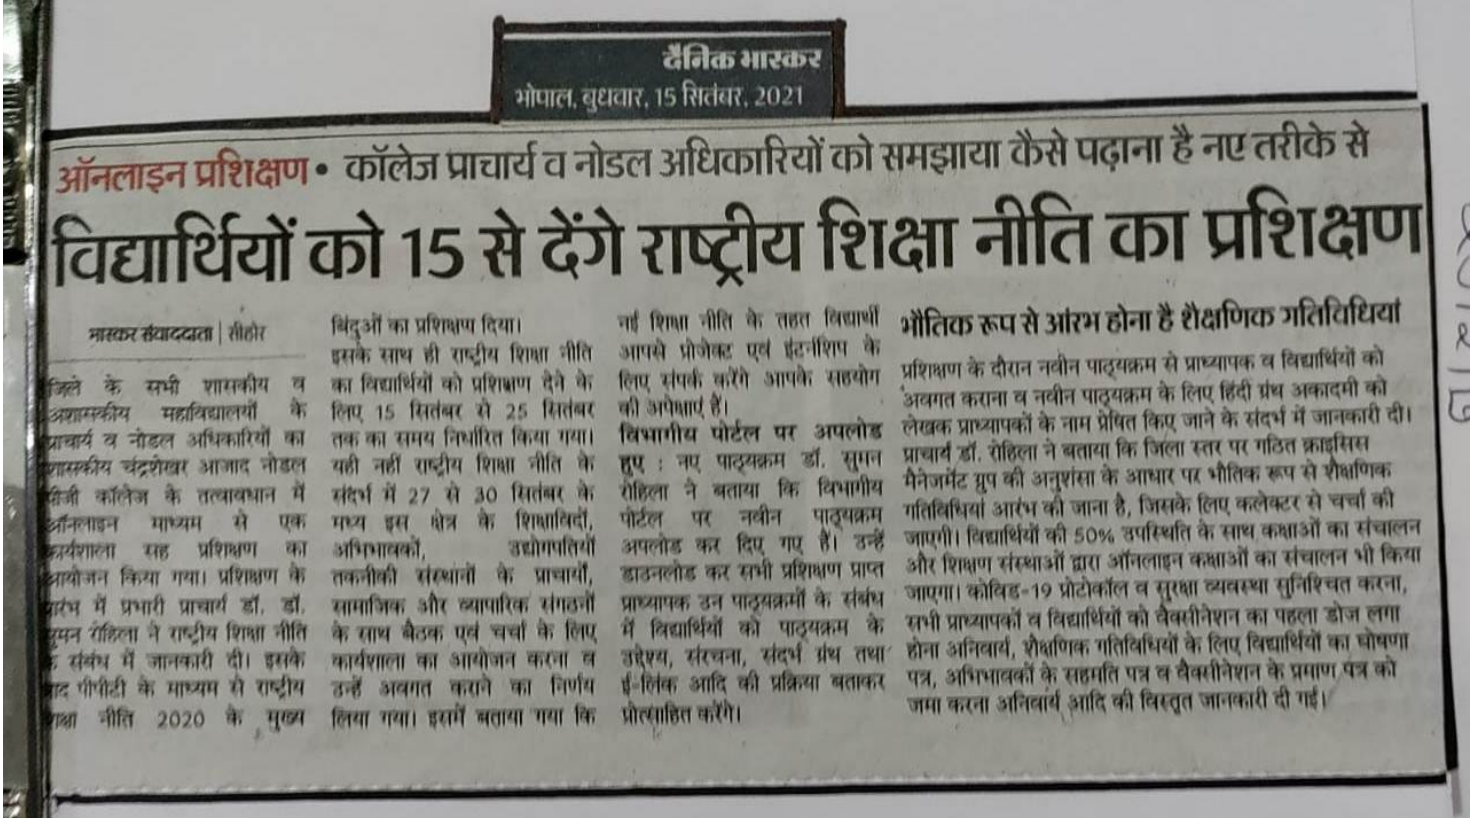 दैनिक भास्कर
भोपाल, बुधवार, 15 सितंबर, 2021
ऑनलाइन प्रशिक्षण • कॉलेज प्राचार्य व नोडल अधिकारियों को समझाया कैसे पढ़ाना है नए तरीके से
विद्यार्थियों को 15 से देंगे राष्ट्रीय शिक्षा नीति का प्रशिक्षण
भास्कर संवाददाता | सीहोर
जिले के सभी शासकीय व
अशासकीय महाविद्यालयों के
प्राचार्य व नोडल अधिकारियों का
शासकीय चंद्रशेखर आजाद नोडल
पीजी कॉलेज के तत्वावधान में
ऑनलाइन माध्यम से एक
कार्यशाला सह प्रशिक्षण का
आयोजन किया गया। प्रशिक्षण के
प्रारंभ में प्रभारी प्राचार्य डॉ. डॉ.
सुमन रोहिला ने राष्ट्रीय शिक्षा नीति
के संबंध में जानकारी दी। इसके
बाद पीपीटी के माध्यम से राष्ट्रीय
शिक्षा नीति 2020 के मुख्य
बिंदुओं का प्रशिक्षण दिया।
इसके साथ ही राष्ट्रीय शिक्षा नीति
का विद्यार्थियों को प्रशिक्षण देने के
लिए 15 सितंबर से 25 सितंबर
तक का समय निर्धारित किया गया।
यही नहीं राष्ट्रीय शिक्षा नीति के
संदर्भ में 27 से 30 सितंबर के
मध्य इस क्षेत्र के शिक्षाविदों,
अभिभावकों, उद्योगपतियों
तकनीकी संस्थानों के प्राचार्यों,
सामाजिक और व्यापारिक संगठनों
के साथ बैठक एवं चर्चा के लिए
कार्यशाला का आयोजन करना व
उन्हें अवगत कराने का निर्णय
लिया गया। इसमें बताया गया कि
नई शिक्षा नीति के तहत विद्यार्थी
आपसे प्रोजेक्ट एवं इंटर्नशिप के
लिए संपर्क करेंगे आपके सहयोग
की अपेक्षाएं हैं।
विभागीय पोर्टल पर अपलोड
हुए : नए पाठ्यक्रम डॉ. सुमन
रोहिला ने बताया कि विभागीय
पोर्टल पर नवीन पाठ्यक्रम
अपलोड कर दिए गए हैं। उन्हें
डाउनलोड कर सभी प्रशिक्षण प्राप्त
प्राध्यापक उन पाठ्यक्रमों के संबंध
में विद्यार्थियों को पाठ्यक्रम के
उद्देश्य, संरचना, संदर्भ ग्रंथ तथा
ई-लिंक आदि की प्रक्रिया बताकर
प्रोत्साहित करेंगे।
भौतिक रूप से आंरभ होना है शैक्षणिक गतिविधियां
प्रशिक्षण के दौरान नवीन पाठ्यक्रम से प्राध्यापक व विद्यार्थियों को
अवगत कराना व नवीन पाठ्यक्रम के लिए हिंदी ग्रंथ अकादमी को
लेखक प्राध्यापकों के नाम प्रेषित किए जाने के संदर्भ में जानकारी दी।
प्राचार्य डॉ. रोहिला ने बताया कि जिला स्तर पर गठित क्राइसिस
मैनेजमेंट ग्रुप की अनुशंसा के आधार पर भौतिक रूप से शैक्षणिक
गतिविधियां आरंभ की जाना है, जिसके लिए कलेक्टर से चर्चा की
जाएगी। विद्यार्थियों की 50% उपस्थिति के साथ कक्षाओं का संचालन
और शिक्षण संस्थाओं द्वारा ऑनलाइन कक्षाओं का संचालन भी किया
जाएगा। कोविड-19 प्रोटोकॉल व सुरक्षा व्यवस्था सुनिश्चित करना,
सभी प्राध्यापकों व विद्यार्थियों को वैक्सीनेशन का पहला डोज लगा
होना अनिवार्य, शैक्षणिक गतिविधियों के लिए विद्यार्थियों का घोषणा
पत्र, अभिभावकों के सहमति पत्र व वैक्सीनेशन के प्रमाण पत्र को
जमा करना अनिवार्य आदि की विस्तृत जानकारी दी गई।